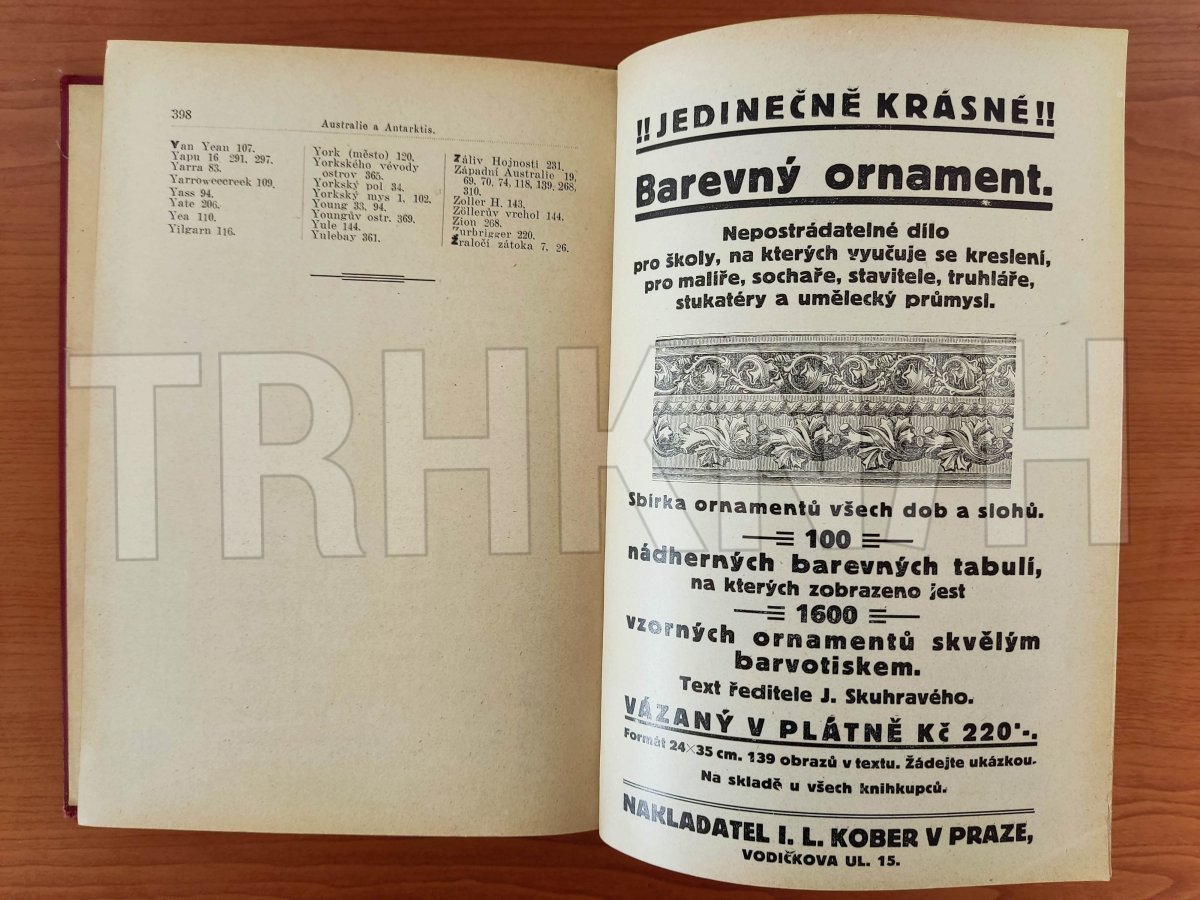 398
Australie a Antarktis.
Van Yean 107.
Yapu 16 291. 297.
Yarra 83.
Yarroweecreek 109.
Yass 94.
Yate 206.
Yea 110.
Yilgarn 116.
York (město) 120.
Yorkského vévody
ostrov 365.
Yorkský pol 34.
Yorkský mys 1, 102.
Young 33, 94.
Youngův ostr. 369.
Yule 144.
Yulebay 361.
Záliv Hojnosti 231.
Západní Australie 19,
69, 70, 74, 118, 139, 268,
310.
Zoller H. 143.
Zöllerův vrchol 144.
Zion 268.
Zurbrigger 220.
Žraločí zátoka 7, 26.
!! JEDINEČNĚ KRÁSNÉ !!
Barevný ornament.
Nepostrádatelné dílo
pro školy, na kterých vyučuje se kreslení,
pro malíře, sochaře, stavitele, truhláře,
stukatéry a umělecký průmysl.
Sbírka ornamentů všech dob a slohů.
100
nádherných barevných tabulí,
na kterých zobrazeno jest
1600
vzorných ornamentů skvělým
barvotiskem.
Text ředitele J. Skuhravého.
VÁZANÝ V PLÁTNĚ Kč 220'-.
Formát 24×35 cm. 139 obrazů v textu. Žádejte ukázkou.
Na skladě u všech knihkupců.
NAKLADATEL I. L. KOBER V PRAZE,
VODIČKOVA UL. 15.
TRHKNIH